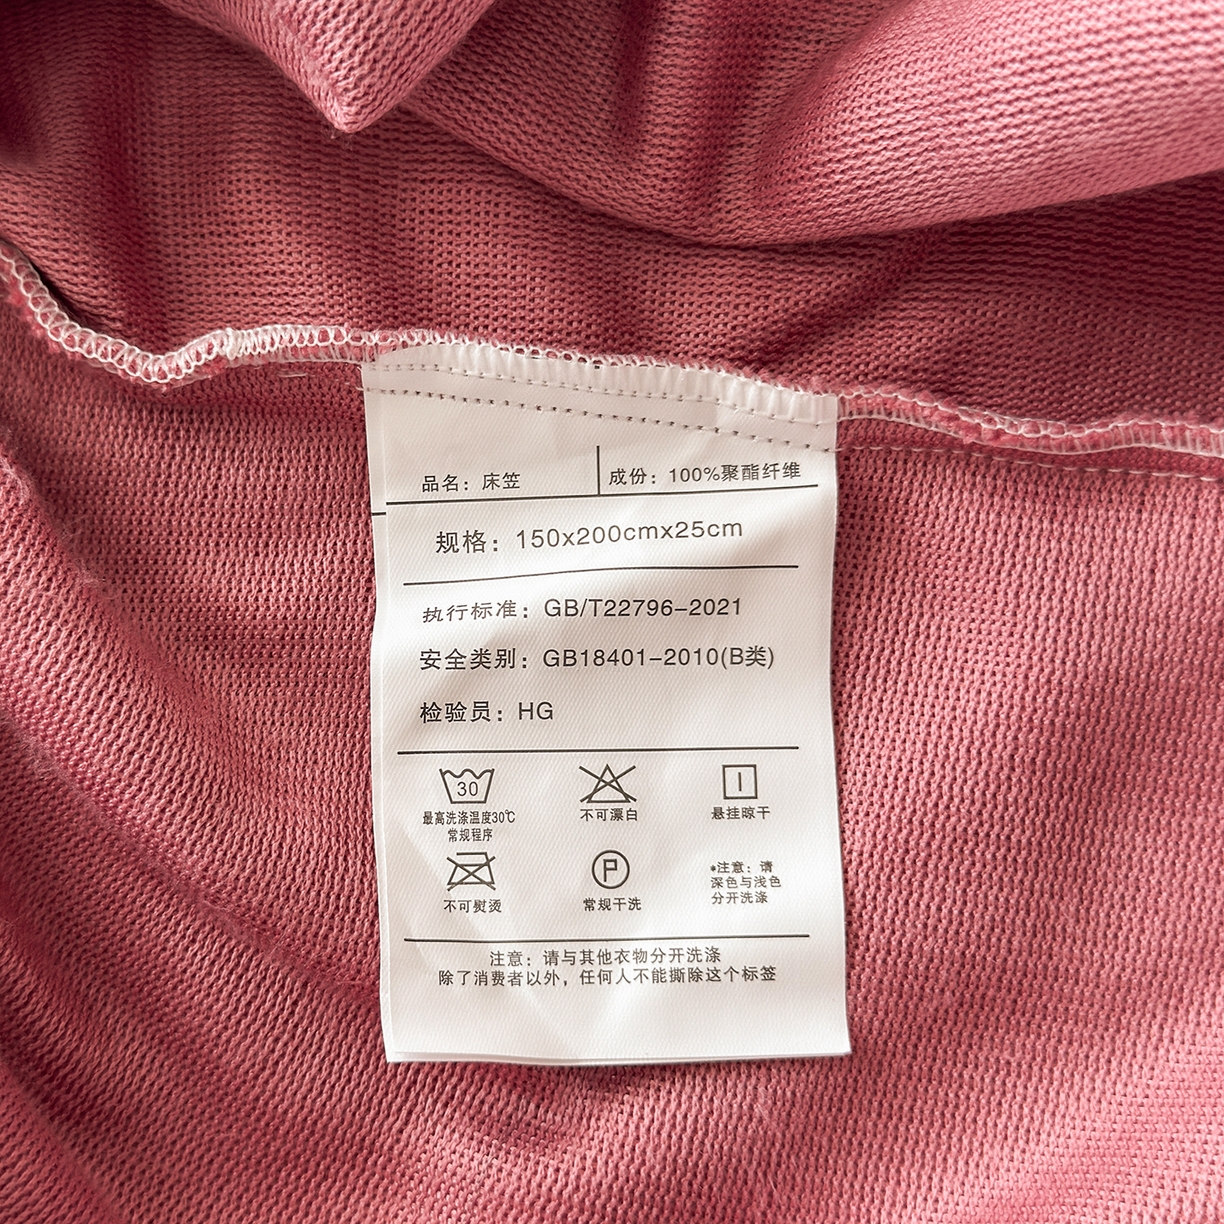 品名：床笠 成份：100%聚酯纤维
规格：150x200cmx25cm
执行标准：GB/T22796-2021
安全类别：GB18401-2010(B类)
检验员：HG
30
最高洗涤温度30℃
常规程序
不可漂白
悬挂晾干
不可熨烫
P
常规干洗
*注意：请
深色与浅色
分开洗涤
注意：请与其他衣物分开洗涤
除了消费者以外，任何人不能撕除这个标签